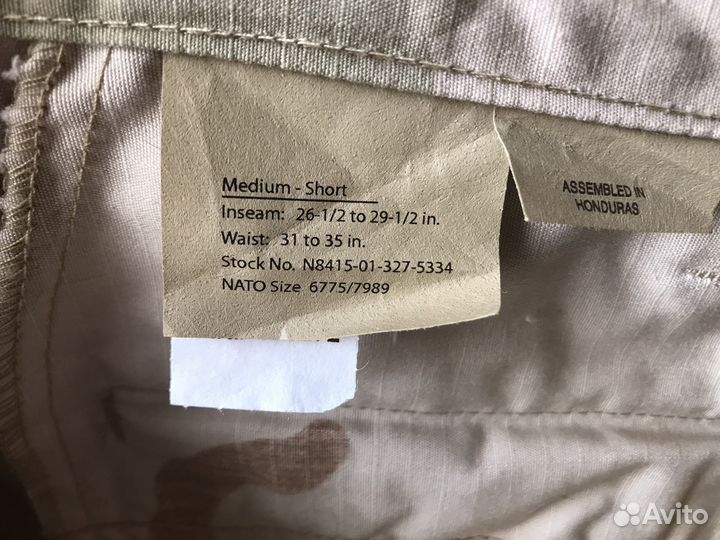 Medium - Short
Inseam: 26-1/2 to 29-1/2 in.
Waist: 31 to 35 in.
Stock No. N8415-01-327-5334
NATO Size 6775/7989
ASSEMBLED IN
HONDURAS
Avito